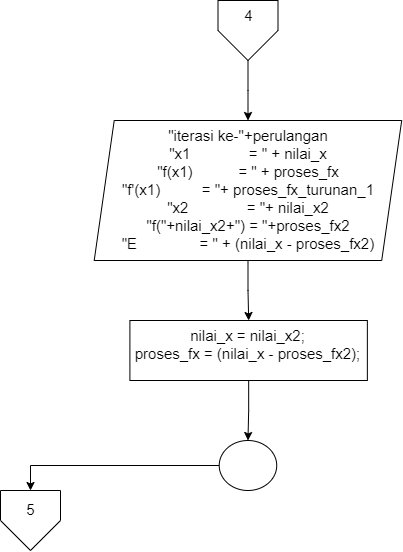 4
"iterasi ke-"+perulangan
"x1 = " + nilai_x
"f(x1) = " + proses_fx
"f'(x1) = "+ proses_fx_turunan_1
"x2 = "+ nilai_x2
"f("+nilai_x2+") = "+proses_fx2
"E = " + (nilai_x - proses_fx2)
nilai_x = nilai_x2;
proses_fx = (nilai_x - proses_fx2);
5